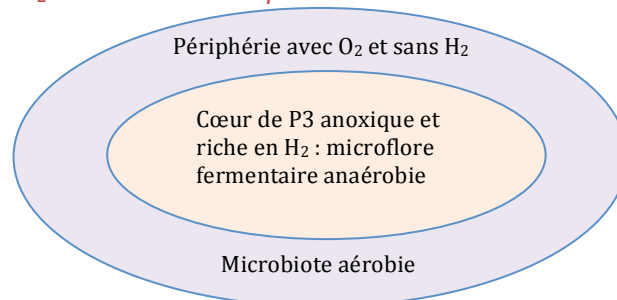 Périphérie avec O₂ et sans H₂
Cœur de P3 anoxique et
riche en H₂ : microflore
fermentaire anaérobie
Microbiote aérobie